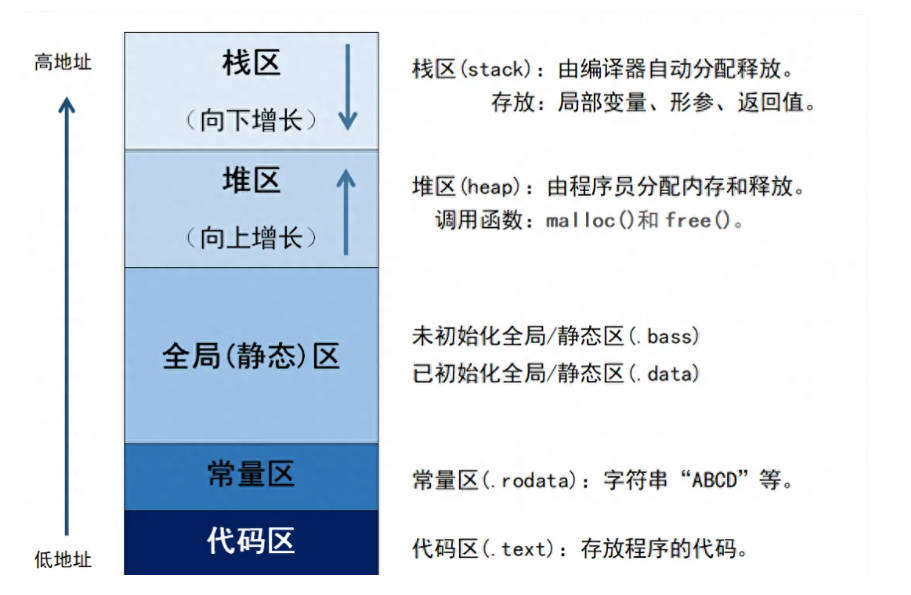 高地址
栈区
（向下增长）
栈区(stack)：由编译器自动分配释放。
存放：局部变量、形参、返回值。
堆区
（向上增长）
堆区(heap)：由程序员分配内存和释放。
调用函数：malloc()和 free()。
全局(静态)区
未初始化全局/静态区(.bass)
已初始化全局/静态区(.data)
常量区
常量区(.rodata)：字符串“ABCD”等。
代码区
代码区(.text)：存放程序的代码。
低地址